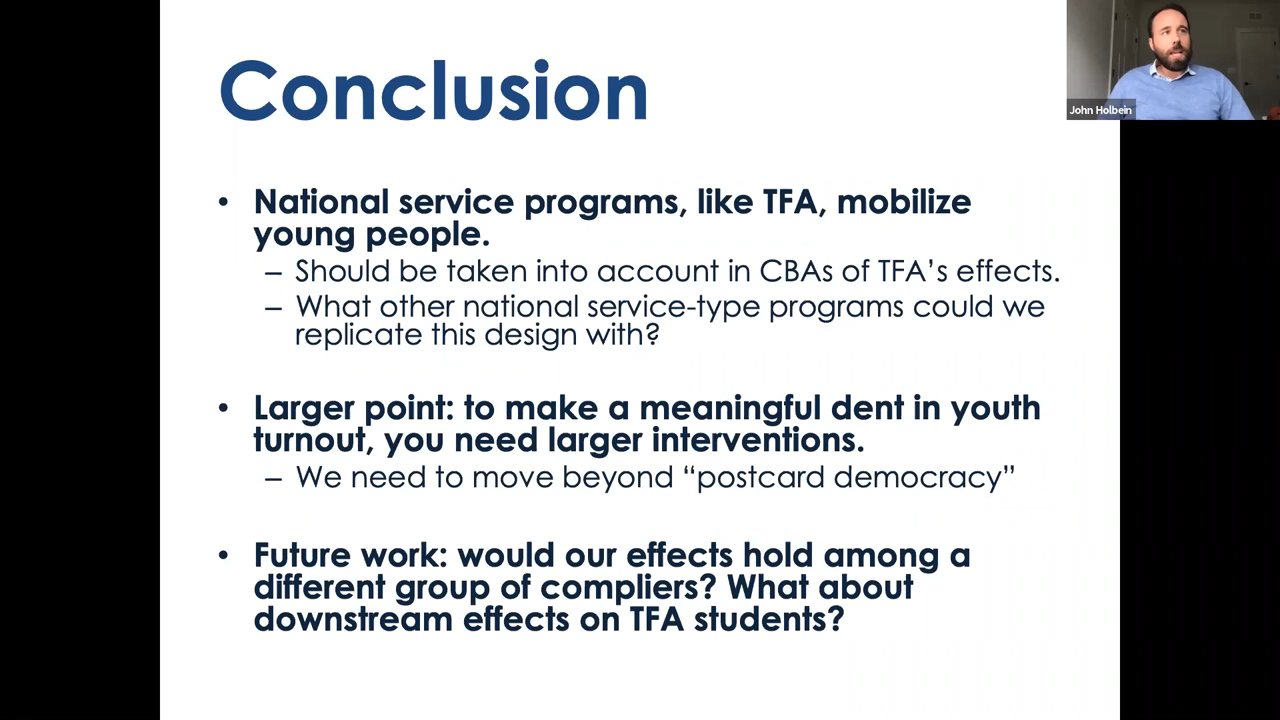 Conclusion
John Holbein
• National service programs, like TFA, mobilize
young people.
– Should be taken into account in CBAs of TFA’s effects.
– What other national service-type programs could we
replicate this design with?
• Larger point: to make a meaningful dent in youth
turnout, you need larger interventions.
– We need to move beyond “postcard democracy”
• Future work: would our effects hold among a
different group of compliers? What about
downstream effects on TFA students?